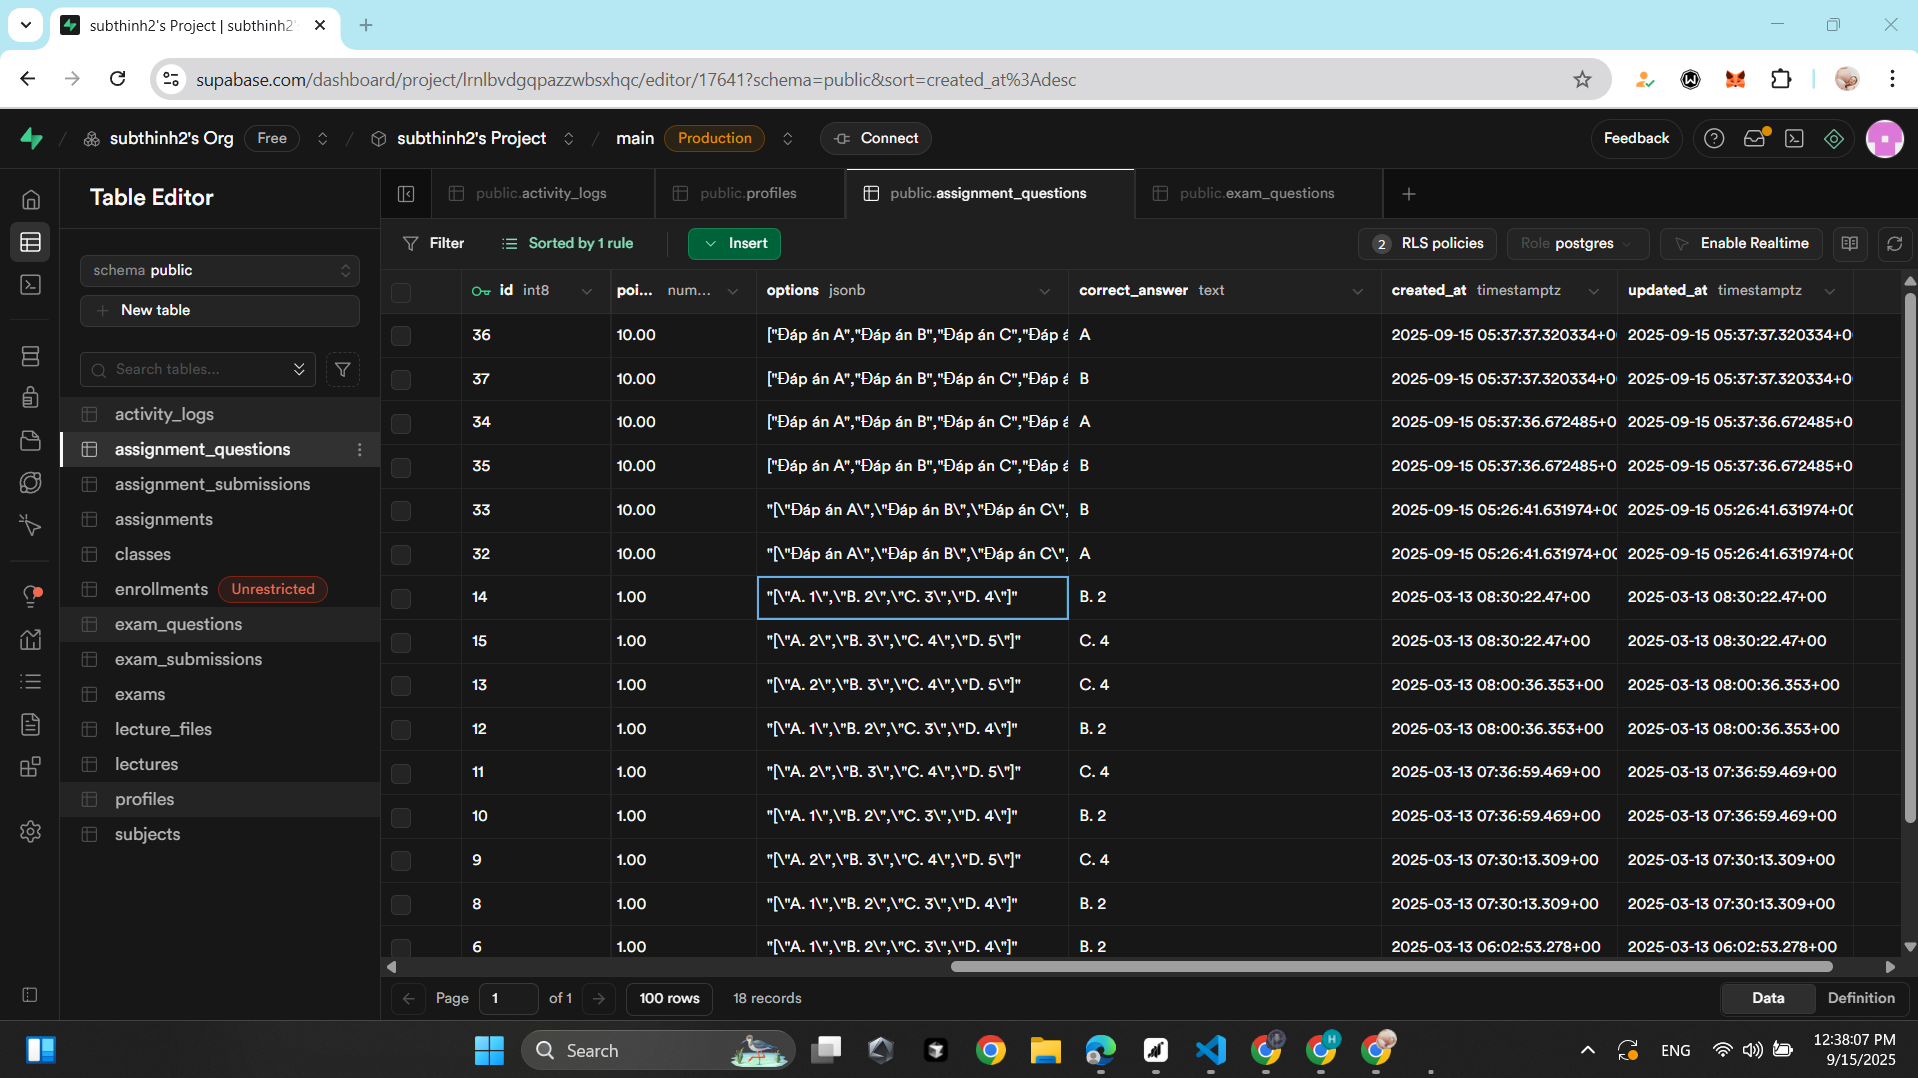 subthinh2's Project | subthinh2'
supabase.com/dashboard/project/lrnlbvdgqpazzwbsxhqc/editor/17641?schema=public&sort=created_at%3Adesc
subthinh2's Org Free / subthinh2's Project / main Production Connect Feedback
Table Editor
public.activity_logs public.profiles public.assignment_questions public.exam_questions
Filter Sorted by 1 rule Insert 2 RLS policies Role postgres Enable Realtime
schema public
New table
Search tables...
activity_logs
assignment_questions
assignment_submissions
assignments
classes
enrollments Unrestricted
exam_questions
exam_submissions
exams
lecture_files
lectures
profiles
subjects
id int8 poi... num... options jsonb correct_answer text created_at timestamptz updated_at timestamptz
36 10.00 ["Đáp án A","Đáp án B","Đáp án C","Đáp á A 2025-09-15 05:37:37.320334+0 2025-09-15 05:37:37.320334+0
37 10.00 ["Đáp án A","Đáp án B","Đáp án C","Đáp á B 2025-09-15 05:37:37.320334+0 2025-09-15 05:37:37.320334+0
34 10.00 ["Đáp án A","Đáp án B","Đáp án C","Đáp á A 2025-09-15 05:37:36.672485+0 2025-09-15 05:37:36.672485+0
35 10.00 ["Đáp án A","Đáp án B","Đáp án C","Đáp á B 2025-09-15 05:37:36.672485+0 2025-09-15 05:37:36.672485+0
33 10.00 "[\"Đáp án A\",\"Đáp án B\",\"Đáp án C\", B 2025-09-15 05:26:41.631974+00 2025-09-15 05:26:41.631974+00
32 10.00 "[\"Đáp án A\",\"Đáp án B\",\"Đáp án C\", A 2025-09-15 05:26:41.631974+00 2025-09-15 05:26:41.631974+00
14 1.00 "[\"A. 1\",\"B. 2\",\"C. 3\",\"D. 4\"]" B. 2 2025-03-13 08:30:22.47+00 2025-03-13 08:30:22.47+00
15 1.00 "[\"A. 2\",\"B. 3\",\"C. 4\",\"D. 5\"]" C. 4 2025-03-13 08:30:22.47+00 2025-03-13 08:30:22.47+00
13 1.00 "[\"A. 2\",\"B. 3\",\"C. 4\",\"D. 5\"]" C. 4 2025-03-13 08:00:36.353+00 2025-03-13 08:00:36.353+00
12 1.00 "[\"A. 1\",\"B. 2\",\"C. 3\",\"D. 4\"]" B. 2 2025-03-13 08:00:36.353+00 2025-03-13 08:00:36.353+00
11 1.00 "[\"A. 2\",\"B. 3\",\"C. 4\",\"D. 5\"]" C. 4 2025-03-13 07:36:59.469+00 2025-03-13 07:36:59.469+00
10 1.00 "[\"A. 1\",\"B. 2\",\"C. 3\",\"D. 4\"]" B. 2 2025-03-13 07:36:59.469+00 2025-03-13 07:36:59.469+00
9 1.00 "[\"A. 2\",\"B. 3\",\"C. 4\",\"D. 5\"]" C. 4 2025-03-13 07:30:13.309+00 2025-03-13 07:30:13.309+00
8 1.00 "[\"A. 1\",\"B. 2\",\"C. 3\",\"D. 4\"]" B. 2 2025-03-13 07:30:13.309+00 2025-03-13 07:30:13.309+00
6 1.00 "[\"A. 1\",\"B. 2\",\"C. 3\",\"D. 4\"]" B. 2 2025-03-13 06:02:53.278+00 2025-03-13 06:02:53.278+00
Page 1 of 1 100 rows 18 records Data Definition
Search ENG 12:38:07 PM
9/15/2025